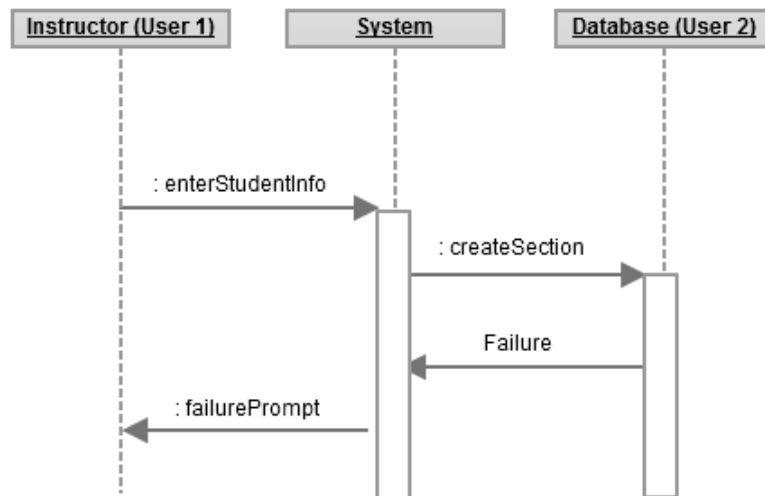 Instructor (User 1)
System
Database (User 2)
: enterStudentInfo
: createSection
Failure
: failurePrompt